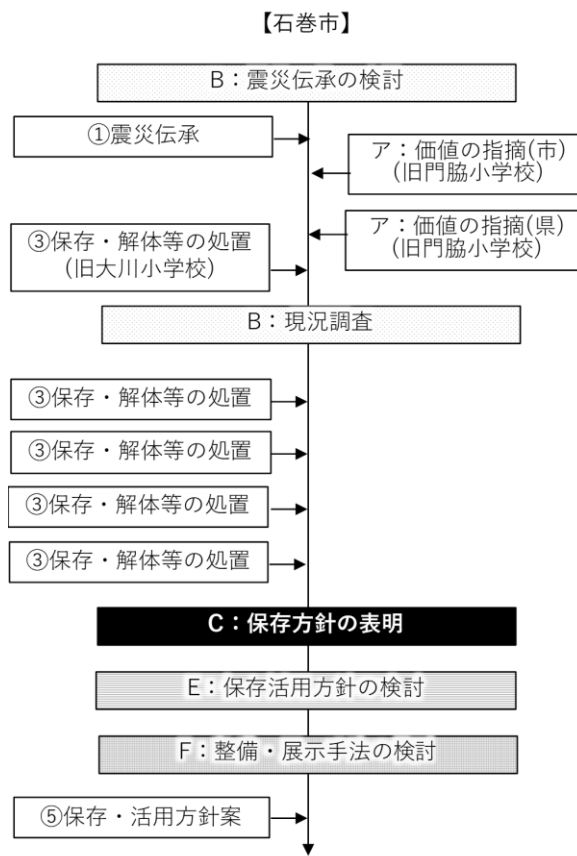 【石巻市】
B：震災伝承の検討
①震災伝承
ア：価値の指摘(市)
(旧門脇小学校)
ア：価値の指摘(県)
(旧門脇小学校)
③保存・解体等の処置
(旧大川小学校)
B：現況調査
③保存・解体等の処置
③保存・解体等の処置
③保存・解体等の処置
③保存・解体等の処置
C：保存方針の表明
E：保存活用方針の検討
F：整備・展示手法の検討
⑤保存・活用方針案